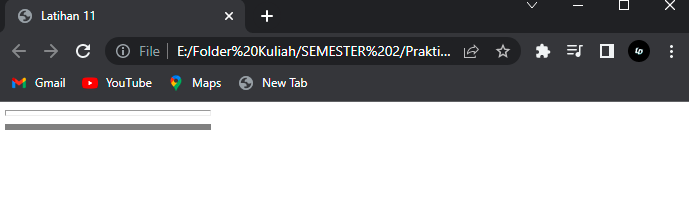 Latihan 11
File E:/Folder%20Kuliah/SEMESTER%202/Prakti...
Gmail YouTube Maps New Tab